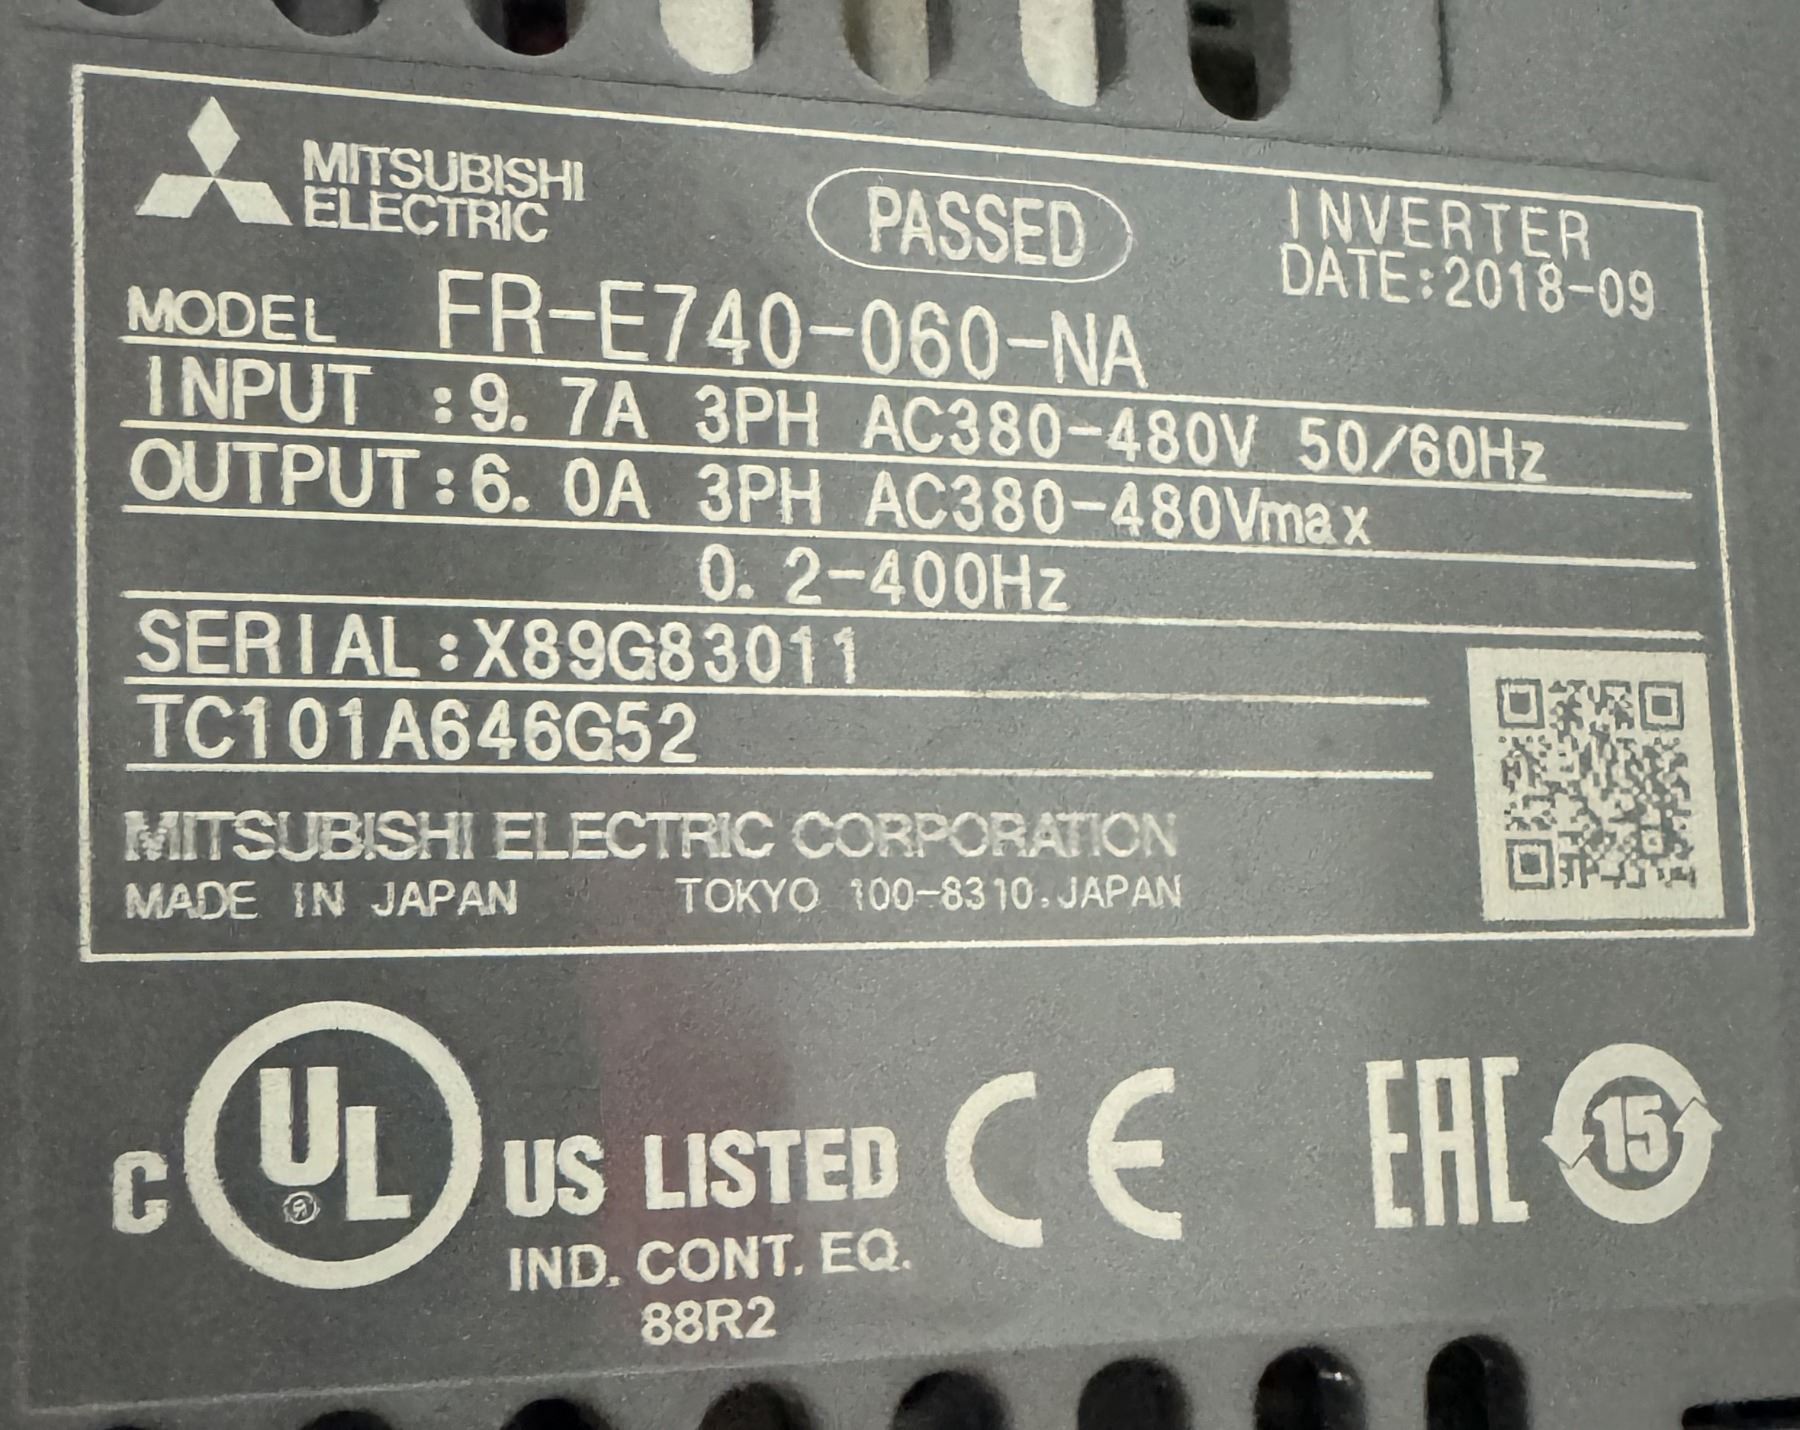 MITSUBISHI
ELECTRIC
PASSED
INVERTER
DATE:2018-09
MODEL FR-E740-060-NA
INPUT :9.7A 3PH AC380-480V 50/60Hz
OUTPUT:6.0A 3PH AC380-480Vmax
0.2-400Hz
SERIAL:X89G83011
TC101A646G52
MITSUBISHI ELECTRIC CORPORATION
MADE IN JAPAN TOKYO 100-8310,JAPAN
C UL US LISTED CE EAC 15
IND. CONT. EQ.
88R2